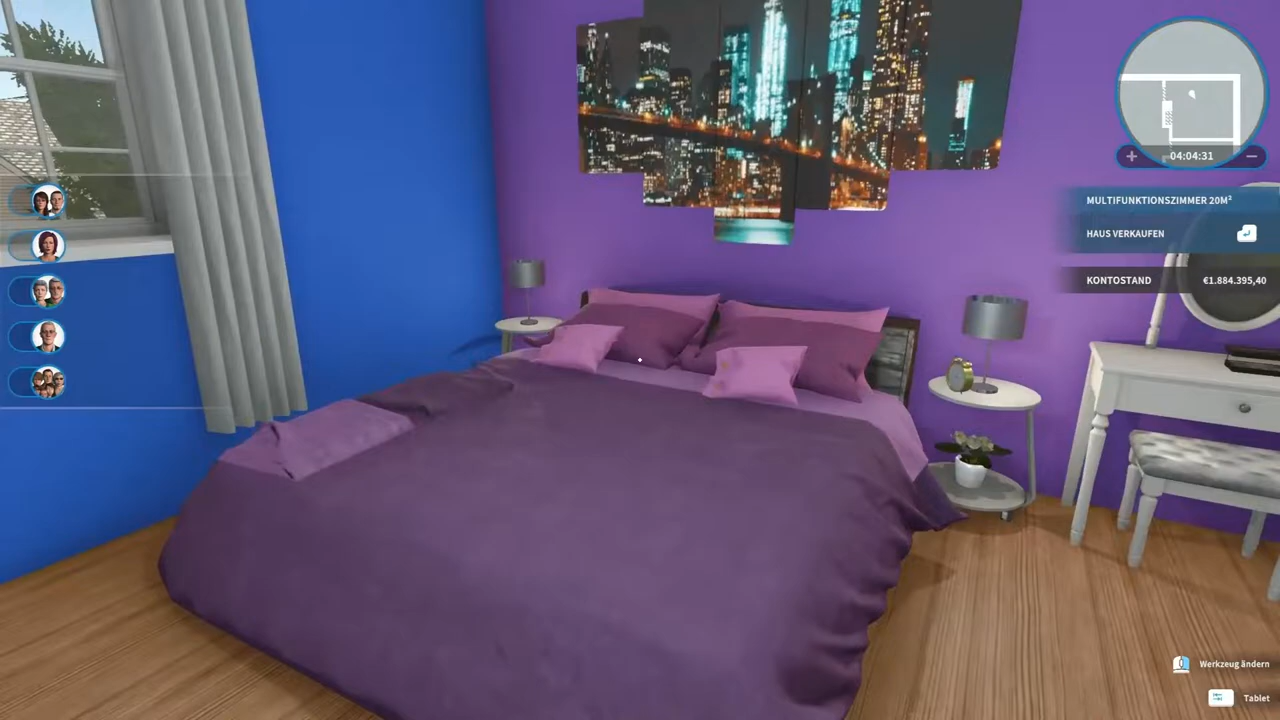 + 04:04:31 −
MULTIFUNKTIONSZIMMER 20M²
HAUS VERKAUFEN
KONTOSTAND €1.884.395,40
Werkzeug ändern
Tablet